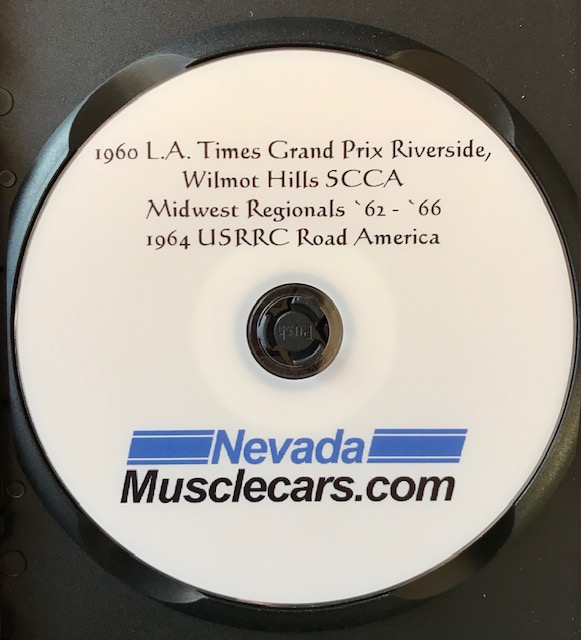 1960 L.A. Times Grand Prix Riverside,
Wilmot Hills SCCA
Midwest Regionals `62 - `66
1964 USRRC Road America
Nevada
Musclecars.com